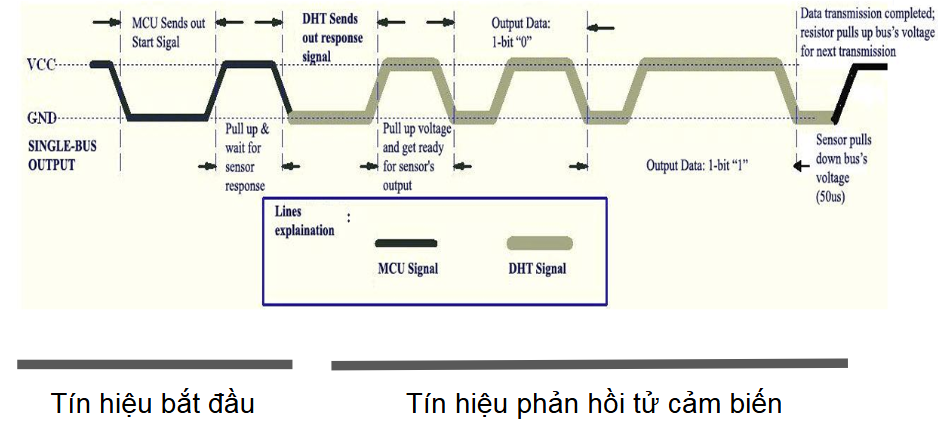 MCU Sends out
Start Sigal
DHT Sends
out response
signal
Output Data:
1-bit "0"
Data transmission completed;
resistor pulls up bus's voltage
for next transmission
VCC
GND
SINGLE-BUS
OUTPUT
Pull up &
wait for
sensor
response
Pull up voltage
and get ready
for sensor's
output
Output Data: 1-bit "1"
Sensor pulls
down bus's
voltage
(50us)
Lines
explaination :
MCU Signal
DHT Signal
Tín hiệu bắt đầu
Tín hiệu phản hồi tử cảm biến